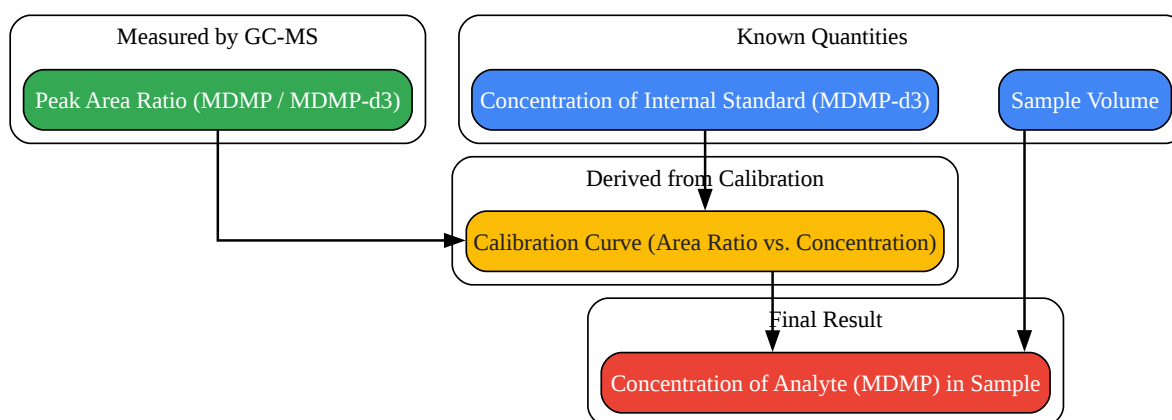 Measured by GC-MS
Peak Area Ratio (MDMP / MDMP-d3)
Known Quantities
Concentration of Internal Standard (MDMP-d3)
Sample Volume
Derived from Calibration
Calibration Curve (Area Ratio vs. Concentration)
Final Result
Concentration of Analyte (MDMP) in Sample